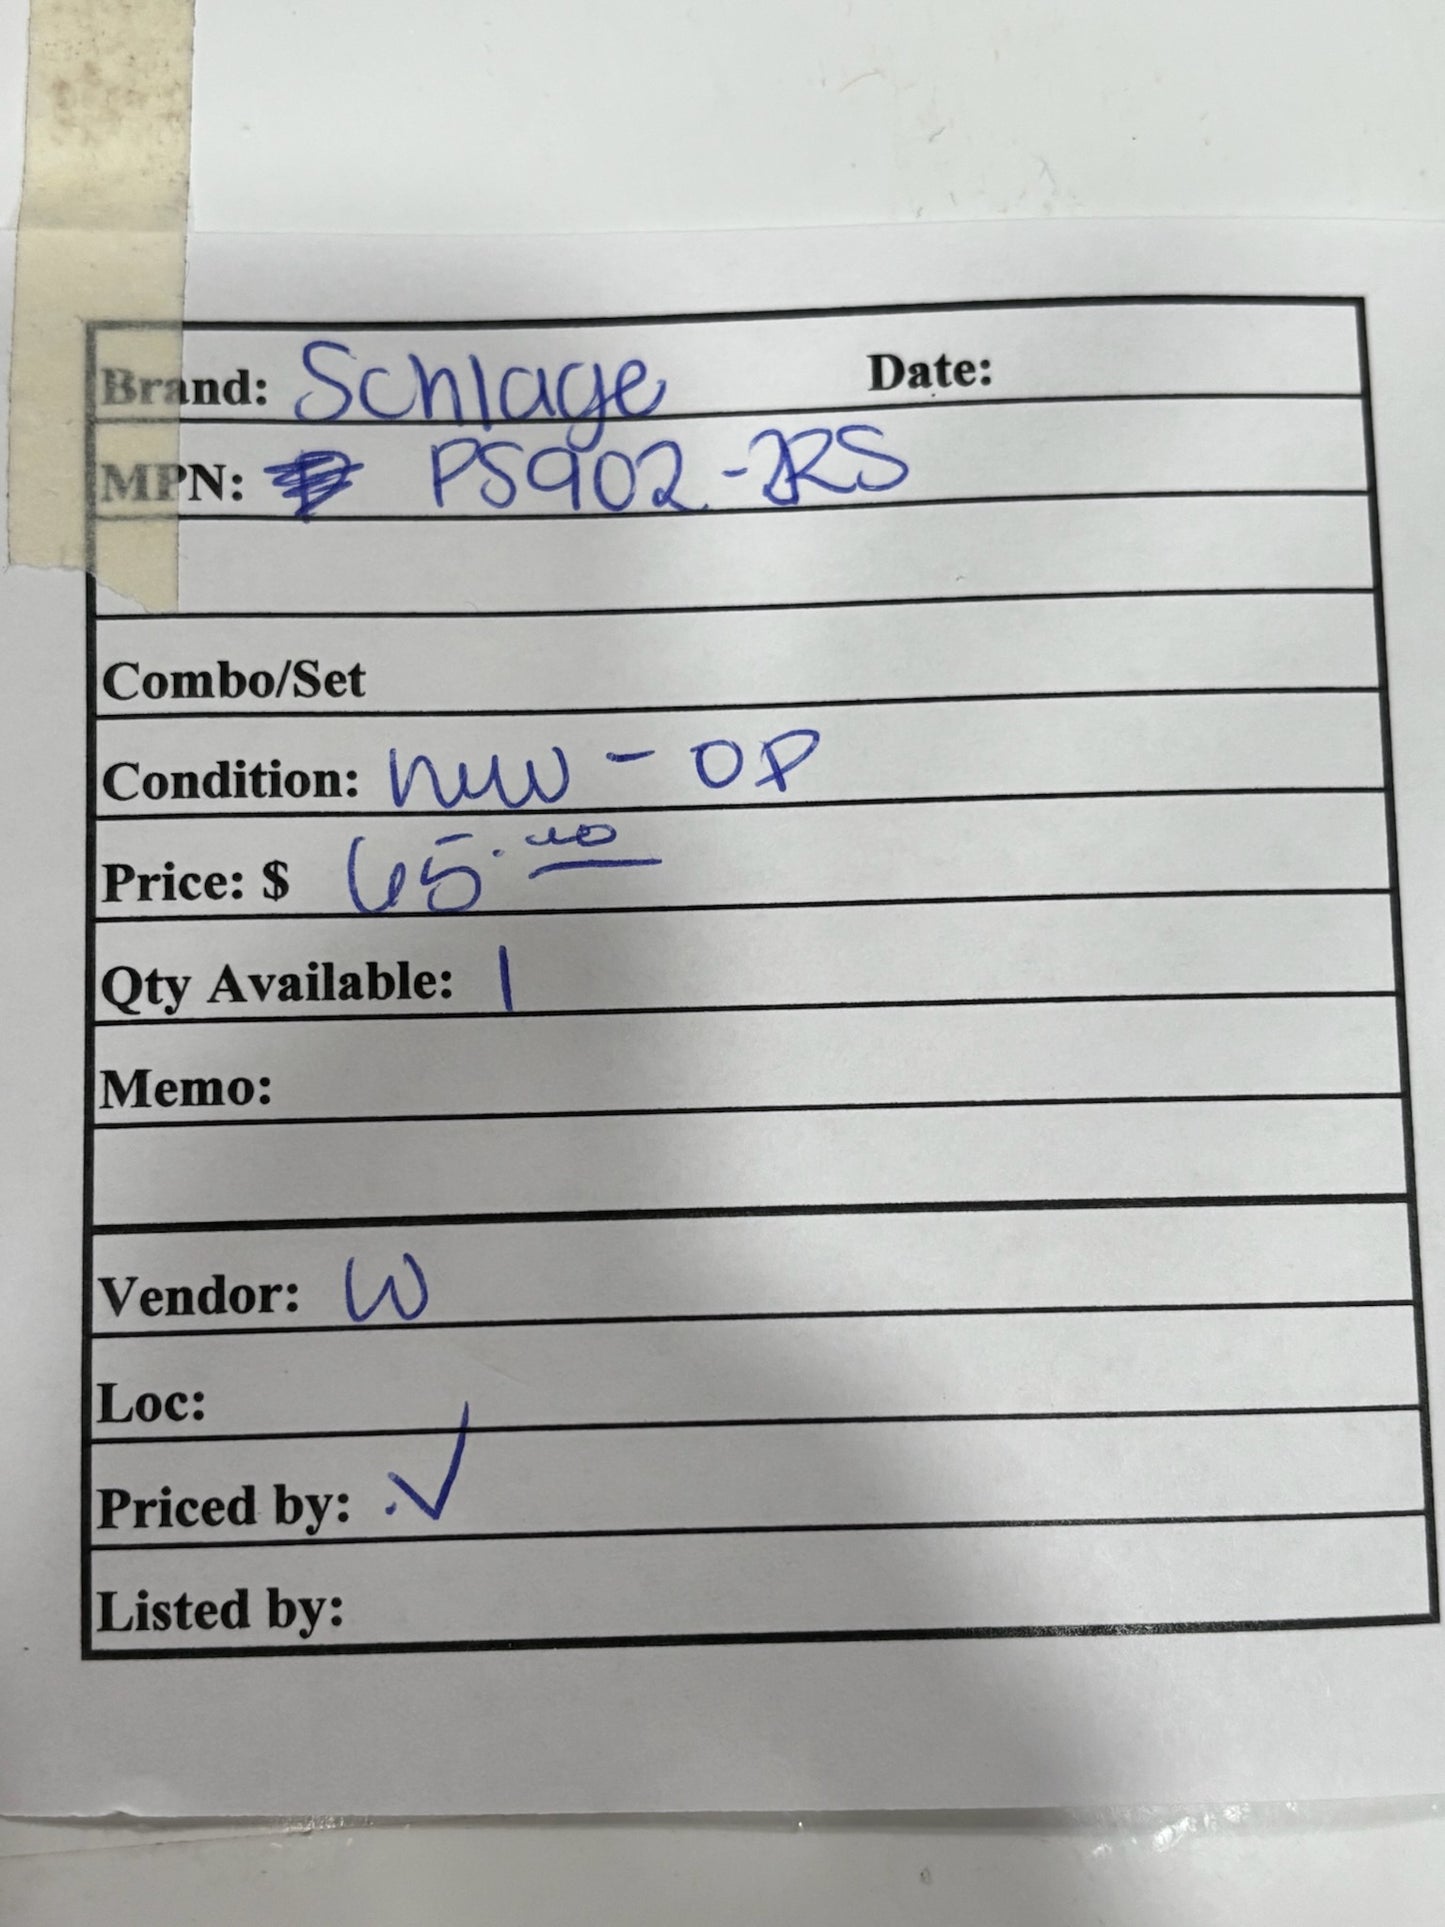 Brand: Schlage Date:
MPN: PS902-2RS
Combo/Set
Condition: new - OP
Price: $ 65.00
Qty Available: 1
Memo:
Vendor: W
Loc:
Priced by: ✓
Listed by: